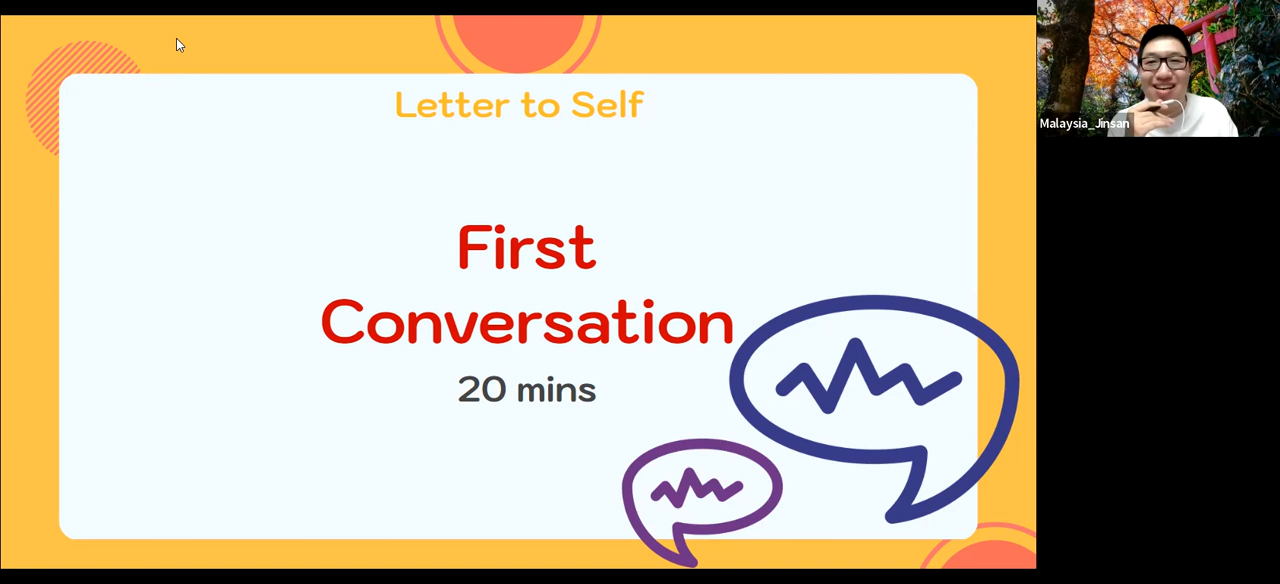 Letter to Self
First
Conversation
20 mins
Malaysia_Jinsan